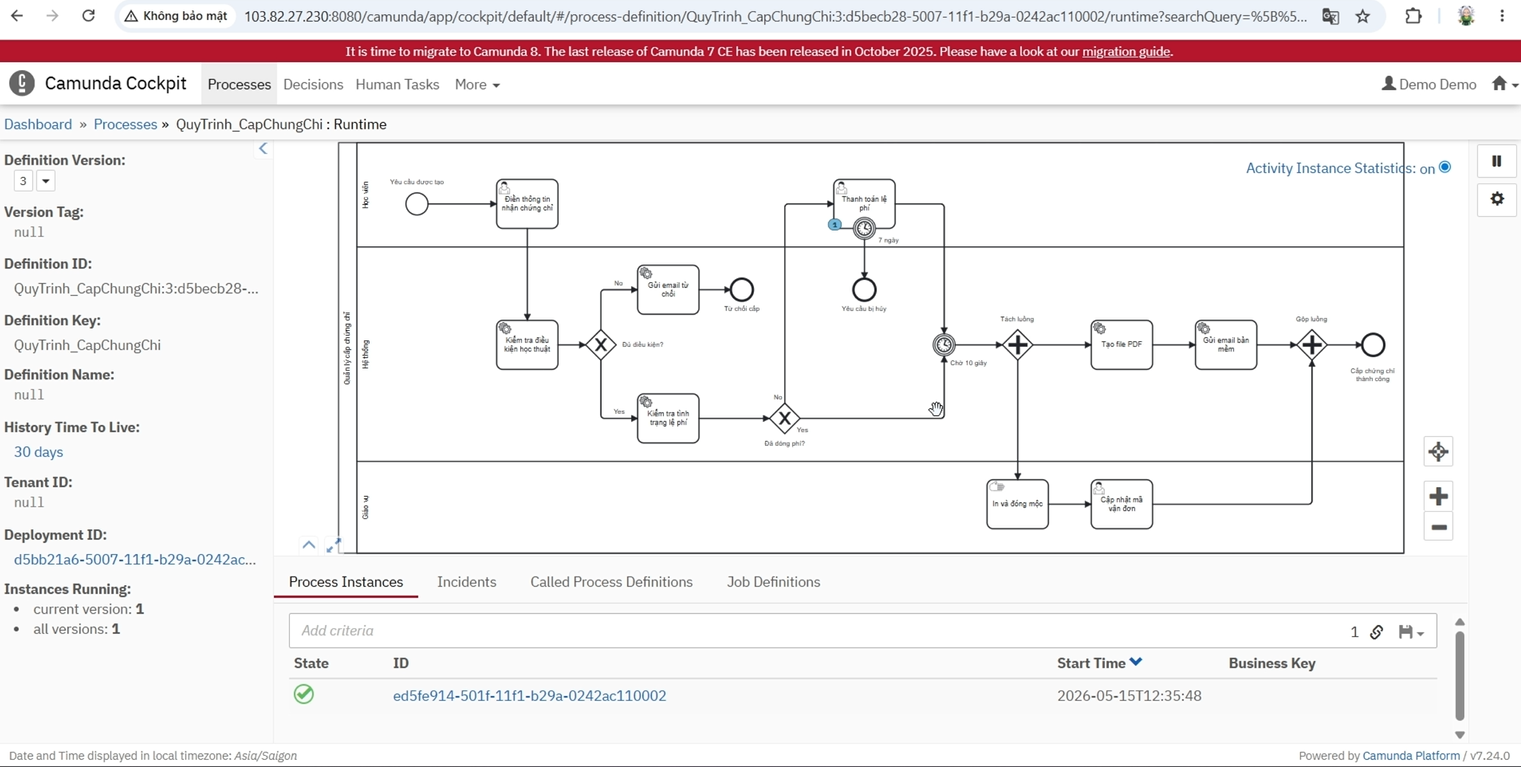 Không bảo mật
103.82.27.230:8080/camunda/app/cockpit/default/#/process-definition/QuyTrinh_CapChungChi:3:d5becb28-5007-11f1-b29a-0242ac110002/runtime?searchQuery=%5B%5...
It is time to migrate to Camunda 8. The last release of Camunda 7 CE has been released in October 2025. Please have a look at our migration guide.
Camunda Cockpit
Processes
Decisions
Human Tasks
More
Demo Demo
Dashboard » Processes » QuyTrinh_CapChungChi : Runtime
Definition Version:
3
Version Tag:
null
Definition ID:
QuyTrinh_CapChungChi:3:d5becb28-...
Definition Key:
QuyTrinh_CapChungChi
Definition Name:
null
History Time To Live:
30 days
Tenant ID:
null
Deployment ID:
d5bb21a6-5007-11f1-b29a-0242ac...
Instances Running:
• current version: 1
• all versions: 1
Activity Instance Statistics: on
Quản lý cấp chứng chỉ
Học viên
Yêu cầu được tạo
Điền thông tin
nhận chứng chỉ
Thanh toán lệ
phí
1
7 ngày
Hệ thống
No
Gửi email từ
chối
Từ chối cấp
Yêu cầu bị hủy
Kiểm tra điều
kiện học thuật
Đủ điều kiện?
Yes
Kiểm tra tình
trạng lệ phí
No
Yes
Đã đóng phí?
Chờ 10 giây
Tách luồng
Tạo file PDF
Gửi email bản
mềm
Gộp luồng
Cấp chứng chỉ
thành công
Giáo vụ
In và đóng mộc
Cập nhật mã
vận đơn
Process Instances
Incidents
Called Process Definitions
Job Definitions
Add criteria
1
State
ID
Start Time
Business Key
ed5fe914-501f-11f1-b29a-0242ac110002
2026-05-15T12:35:48
Date and Time displayed in local timezone: Asia/Saigon
Powered by Camunda Platform / v7.24.0